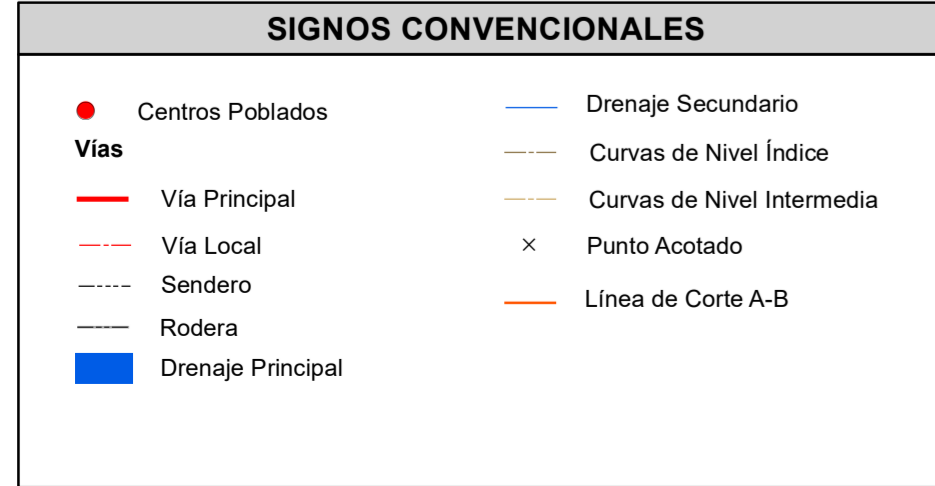 SIGNOS CONVENCIONALES
Centros Poblados
Vías
Vía Principal
Vía Local
Sendero
Rodera
Drenaje Principal
Drenaje Secundario
Curvas de Nivel Índice
Curvas de Nivel Intermedia
Punto Acotado
Línea de Corte A-B